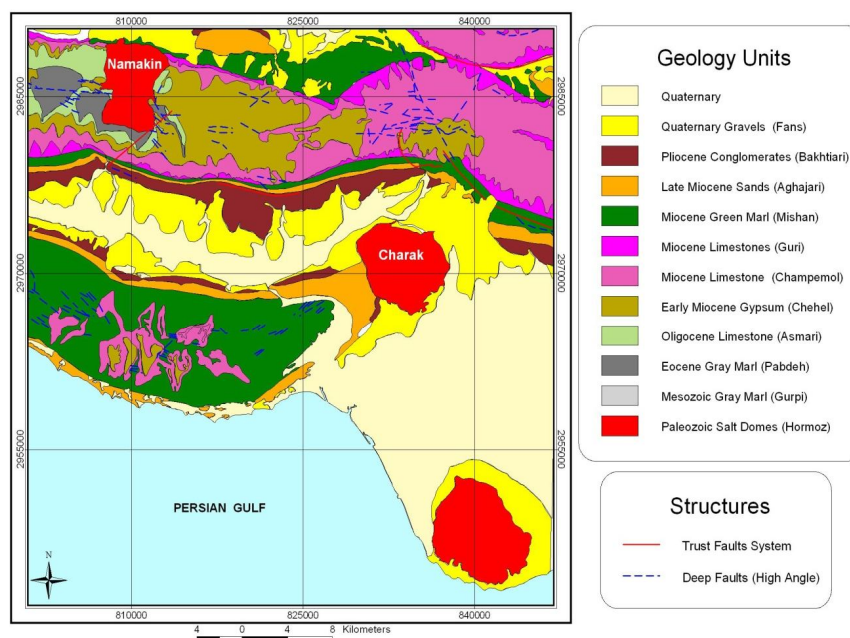 810000 825000 840000
Namakin
2985000 2985000
Charak
2970000 2970000
2955000 2955000
PERSIAN GULF
N
810000 825000 840000
4 0 4 8 Kilometers
Geology Units
Quaternary
Quaternary Gravels (Fans)
Pliocene Conglomerates (Bakhtiari)
Late Miocene Sands (Aghajari)
Miocene Green Marl (Mishan)
Miocene Limestones (Guri)
Miocene Limestone (Champemol)
Early Miocene Gypsum (Chehel)
Oligocene Limestone (Asmari)
Eocene Gray Marl (Pabdeh)
Mesozoic Gray Marl (Gurpi)
Paleozoic Salt Domes (Hormoz)
Structures
Trust Faults System
Deep Faults (High Angle)